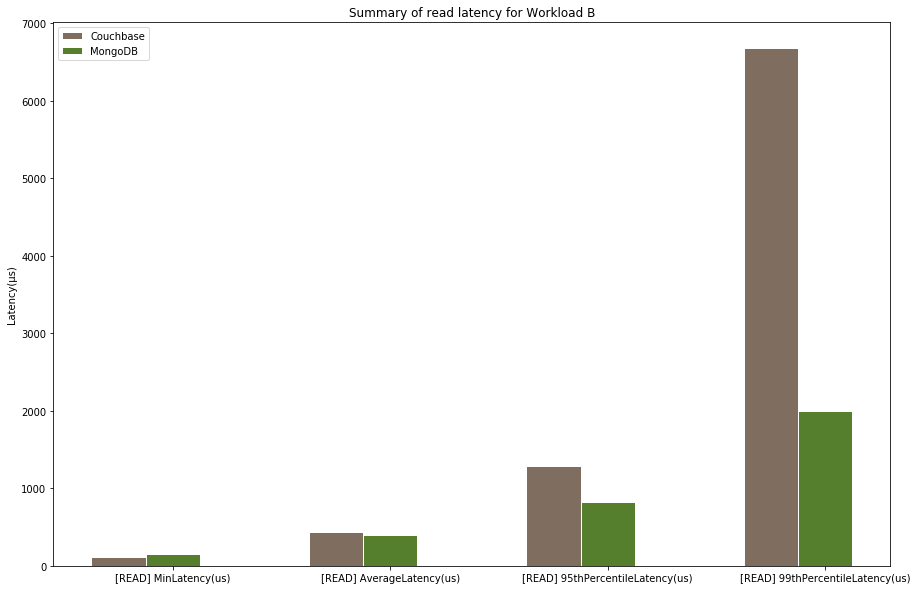 Summary of read latency for Workload B
Couchbase
MongoDB
7000
6000
5000
4000
3000
2000
1000
0
Latency(µs)
[READ] MinLatency(us)
[READ] AverageLatency(us)
[READ] 95thPercentileLatency(us)
[READ] 99thPercentileLatency(us)